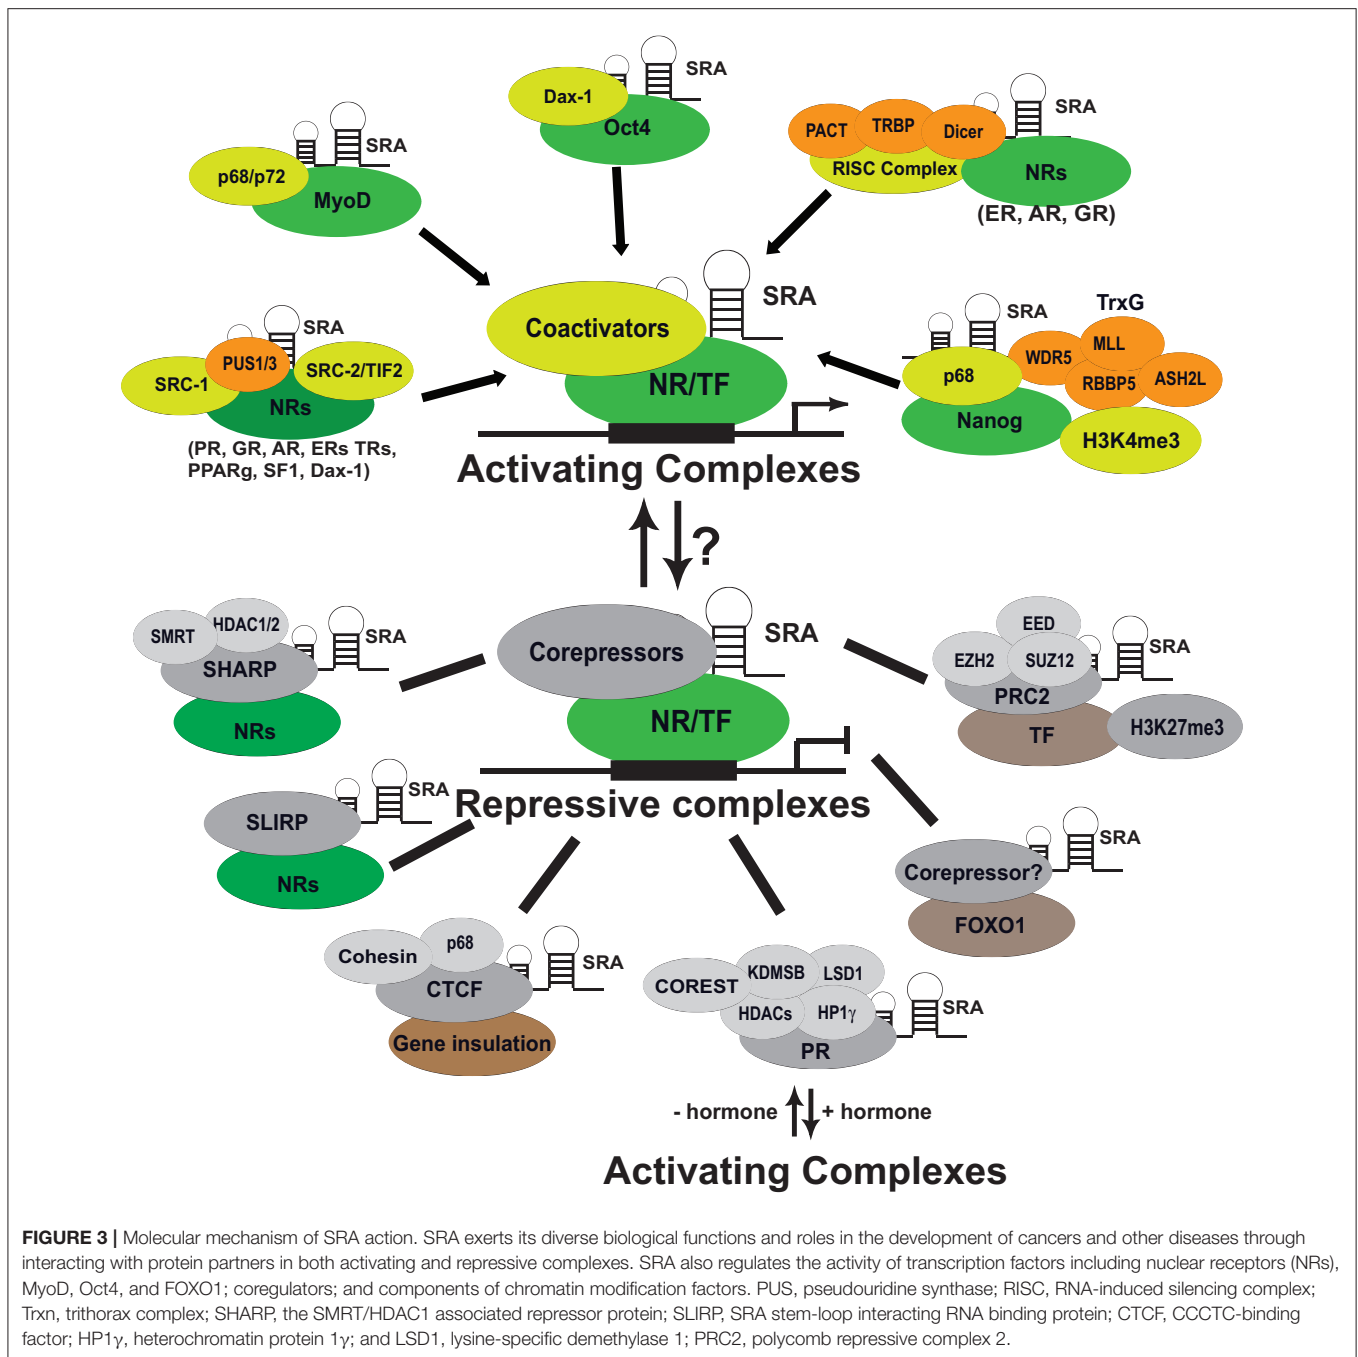 SRA
Dax-1
Oct4
SRA
p68/p72
MyoD
SRA
PACT
TRBP
Dicer
RISC Complex
NRs
(ER, AR, GR)
SRA
Coactivators
NR/TF
SRA
PUS1/3
SRC-1
SRC-2/TIF2
NRs
(PR, GR, AR, ERs TRs,
PPARg, SF1, Dax-1)
TrxG
WDR5
MLL
p68
RBBP5
ASH2L
Nanog
H3K4me3
Activating Complexes
?
SMRT
HDAC1/2
SRA
SHARP
NRs
Corepressors
SRA
NR/TF
EED
EZH2
SUZ12
SRA
PRC2
TF
H3K27me3
SRA
SLIRP
NRs
Repressive complexes
SRA
Corepressor?
FOXO1
p68
Cohesin
SRA
CTCF
Gene insulation
KDMSB
LSD1
COREST
HDACs
HP1γ
SRA
PR
- hormone
+ hormone
Activating Complexes
FIGURE 3 | Molecular mechanism of SRA action. SRA exerts its diverse biological functions and roles in the development of cancers and other diseases through
interacting with protein partners in both activating and repressive complexes. SRA also regulates the activity of transcription factors including nuclear receptors (NRs),
MyoD, Oct4, and FOXO1; coregulators; and components of chromatin modification factors. PUS, pseudouridine synthase; RISC, RNA-induced silencing complex;
Trxn, trithorax complex; SHARP, the SMRT/HDAC1 associated repressor protein; SLIRP, SRA stem-loop interacting RNA binding protein; CTCF, CCCTC-binding
factor; HP1γ, heterochromatin protein 1γ; and LSD1, lysine-specific demethylase 1; PRC2, polycomb repressive complex 2.